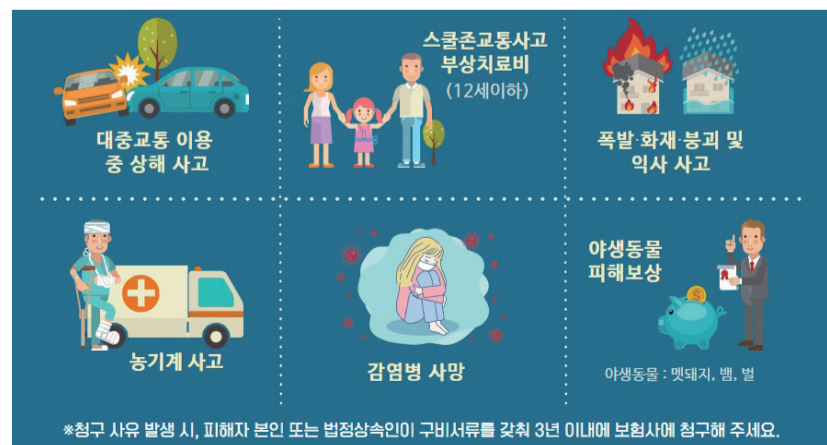 대중교통 이용
중 상해 사고
스쿨존교통사고
부상치료비
(12세이하)
폭발·화재·붕괴 및
익사 사고
농기계 사고
감염병 사망
야생동물
피해보상
야생동물 : 멧돼지, 뱀, 벌
※청구 사유 발생 시, 피해자 본인 또는 법정상속인이 구비서류를 갖춰 3년 이내에 보험사에 청구해 주세요.